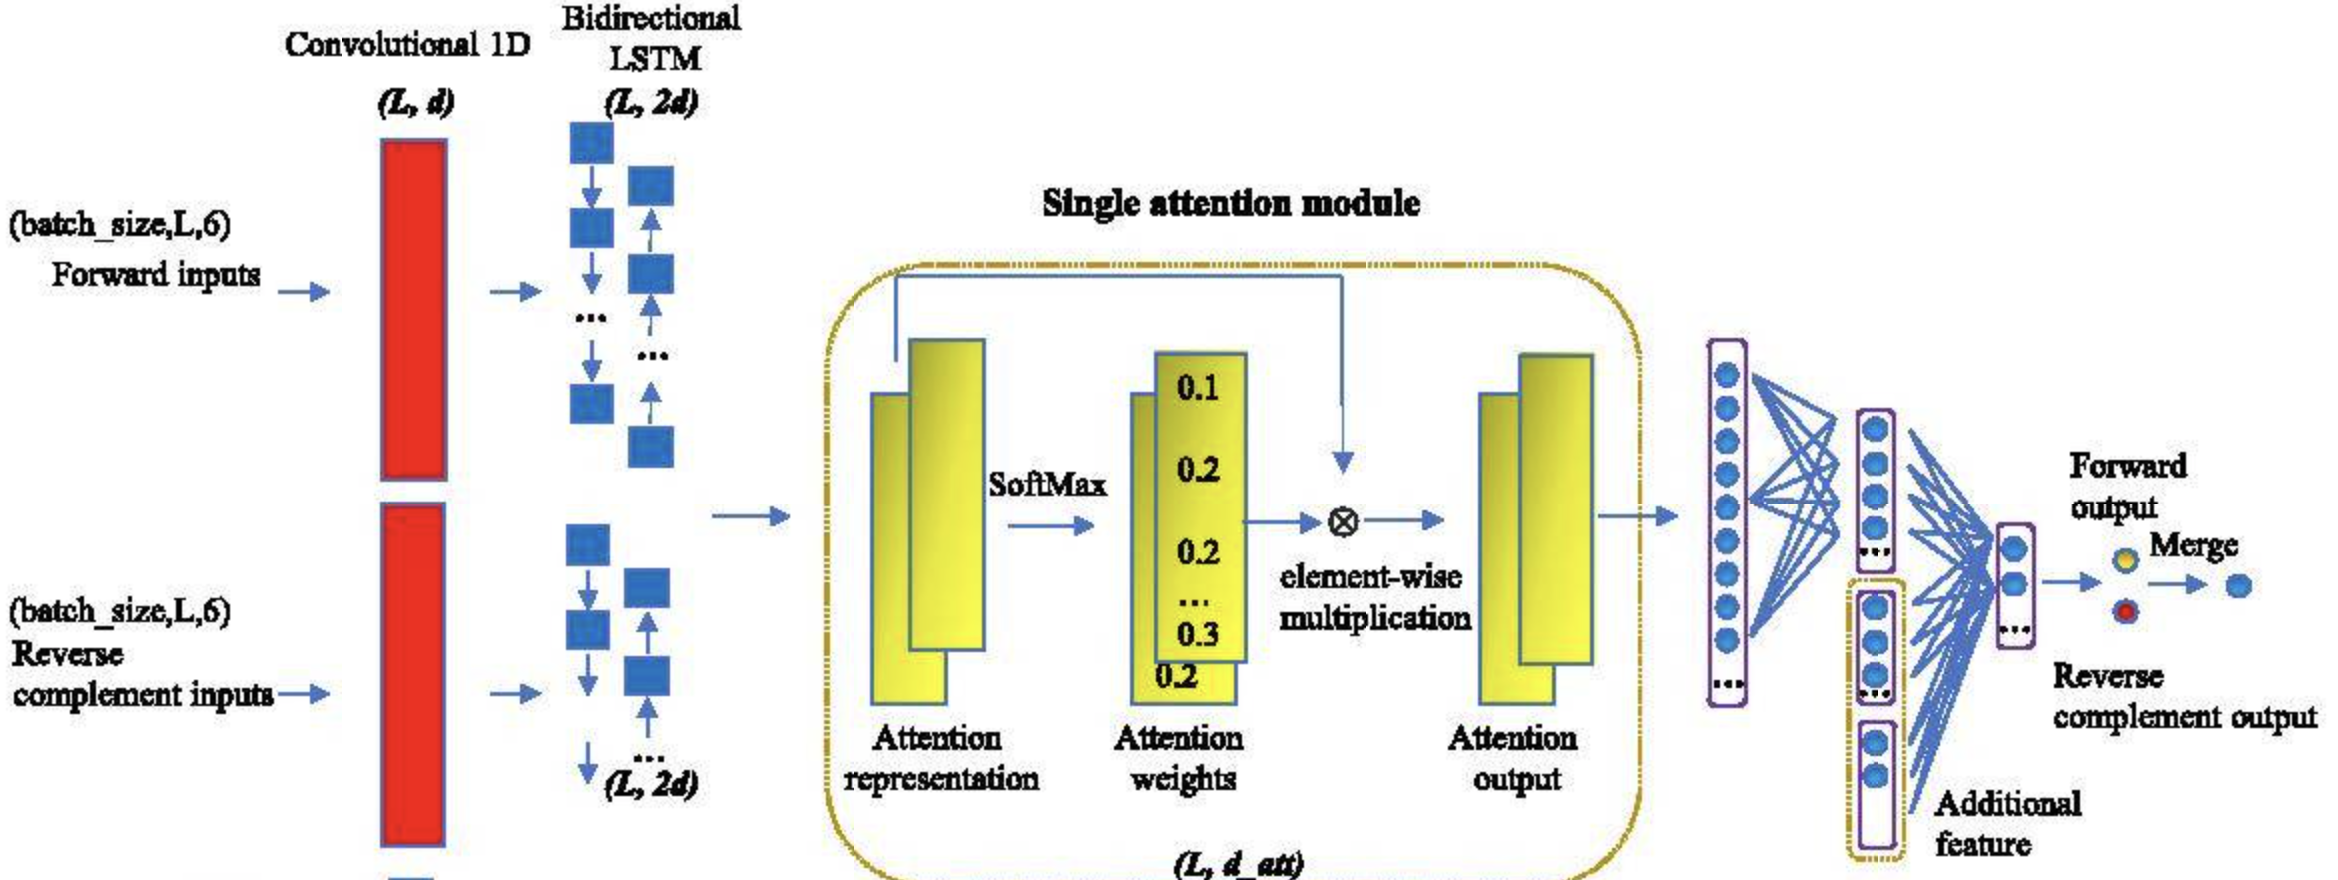 Convolutional 1D
(L, d)
Bidirectional
LSTM
(L, 2d)
(batch_size,L,6)
Forward inputs
...
...
(batch_size,L,6)
Reverse
complement inputs
...
(L, 2d)
Single attention module
SoftMax
0.1
0.2
0.2
...
0.3
0.2
element-wise
multiplication
Attention
representation
Attention
weights
Attention
output
(L, d_att)
...
...
...
...
Additional
feature
Forward
output
Merge
Reverse
complement output